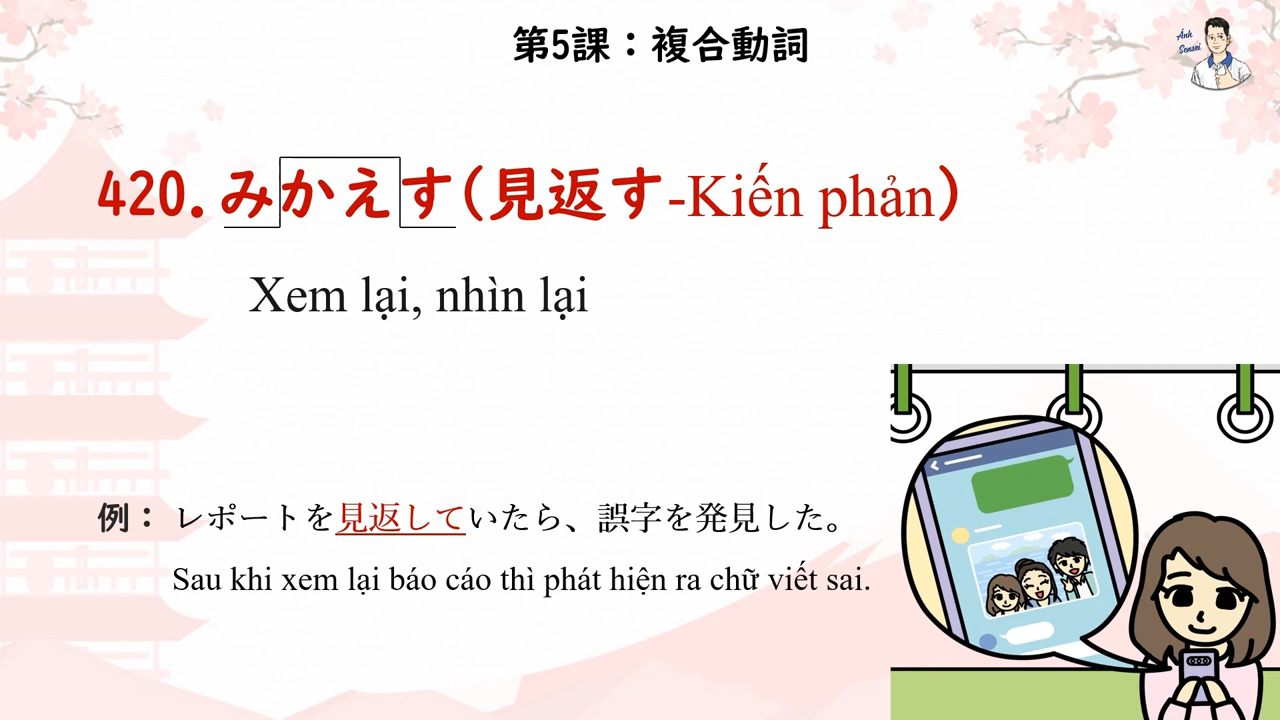 第5課：複合動詞
Ánh
Sensei
420.みかえす(見返す-Kiến phản)
Xem lại, nhìn lại
例： レポートを見返していたら、誤字を発見した。
Sau khi xem lại báo cáo thì phát hiện ra chữ viết sai.